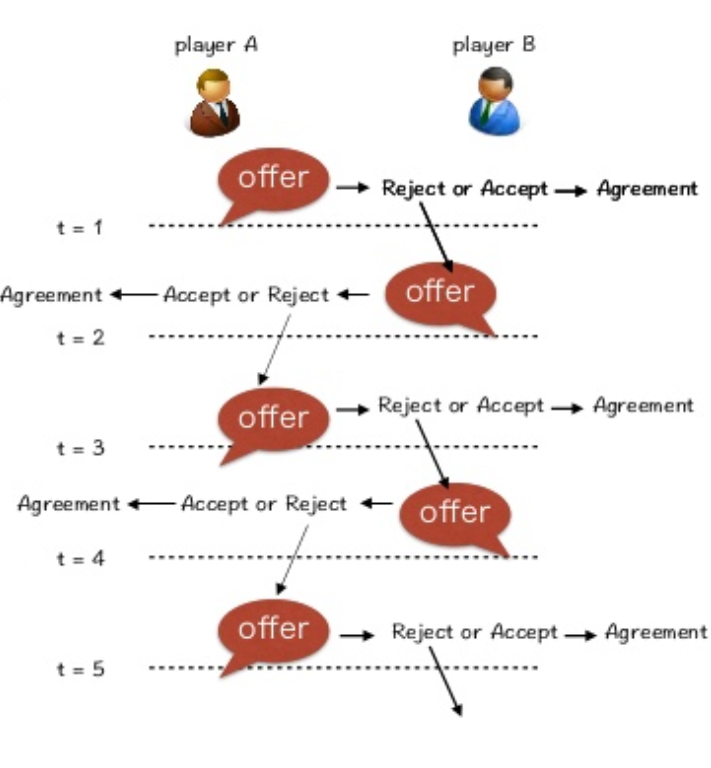 player A player B
offer Reject or Accept Agreement
t = 1
Agreement Accept or Reject offer
t = 2
offer Reject or Accept Agreement
t = 3
Agreement Accept or Reject offer
t = 4
offer Reject or Accept Agreement
t = 5